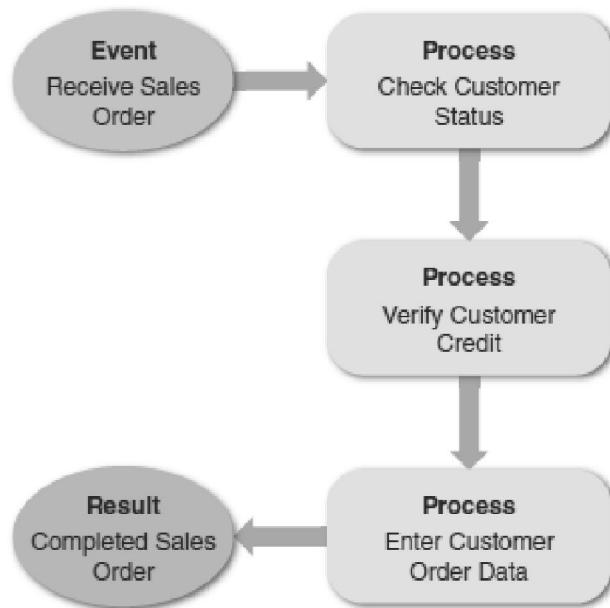 Event
Receive Sales
Order
Process
Check Customer
Status
Process
Verify Customer
Credit
Process
Enter Customer
Order Data
Result
Completed Sales
Order